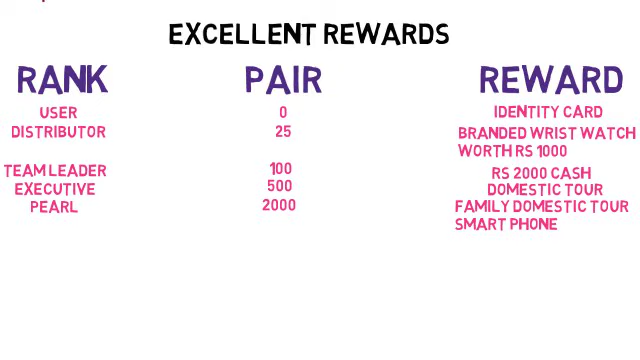 EXCELLENT REWARDS
RANK PAIR REWARD
USER 0 IDENTITY CARD
DISTRIBUTOR 25 BRANDED WRIST WATCH
WORTH RS 1000
TEAM LEADER 100 RS 2000 CASH
EXECUTIVE 500 DOMESTIC TOUR
PEARL 2000 FAMILY DOMESTIC TOUR
SMART PHONE